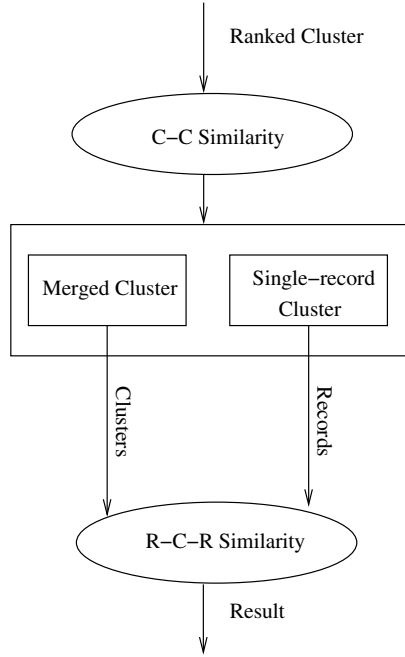 Ranked Cluster
C−C Similarity
Merged Cluster
Single−record
Cluster
Clusters
Records
R−C−R Similarity
Result